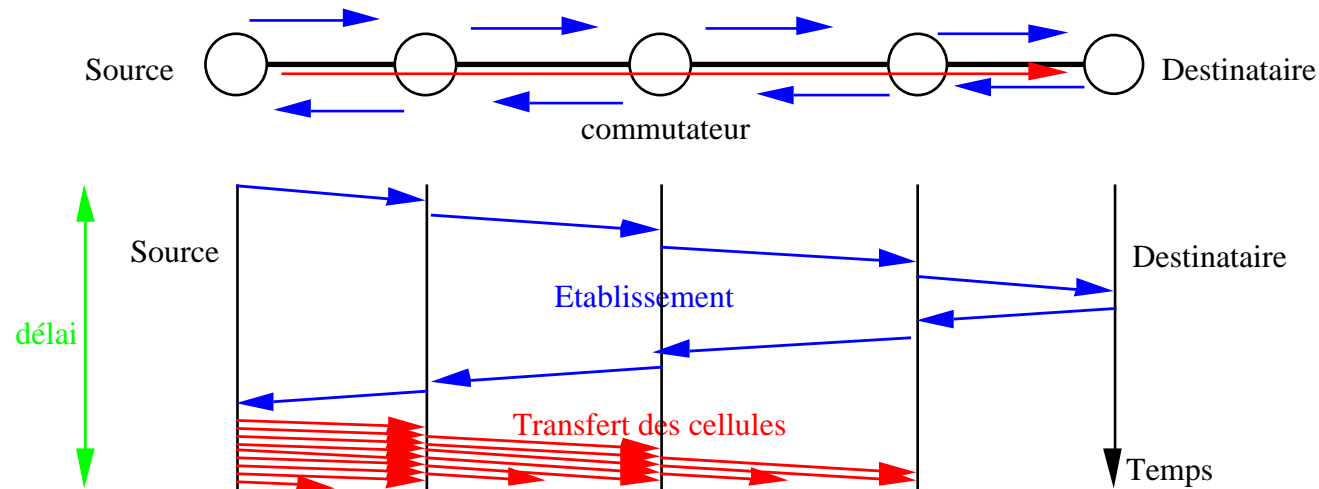 Source
Destinataire
commutateur
Source
Destinataire
Etablissement
délai
Transfert des cellules
Temps